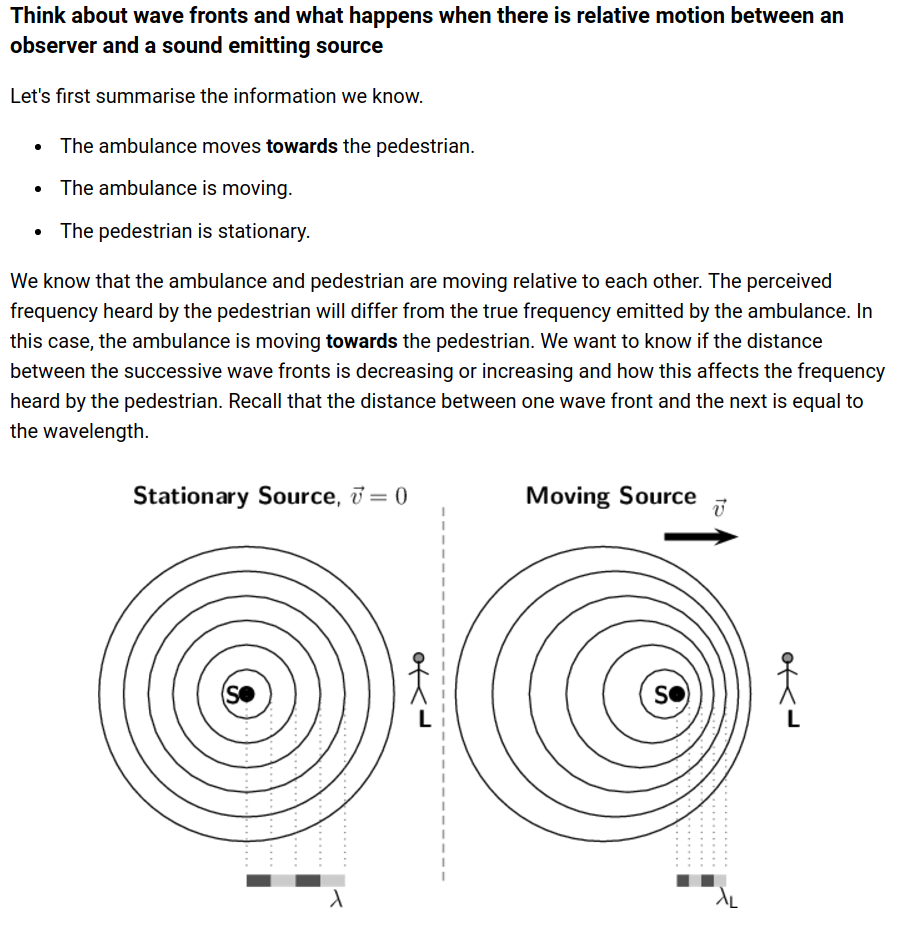 Think about wave fronts and what happens when there is relative motion between an
observer and a sound emitting source
Let's first summarise the information we know.
• The ambulance moves towards the pedestrian.
• The ambulance is moving.
• The pedestrian is stationary.
We know that the ambulance and pedestrian are moving relative to each other. The perceived
frequency heard by the pedestrian will differ from the true frequency emitted by the ambulance. In
this case, the ambulance is moving towards the pedestrian. We want to know if the distance
between the successive wave fronts is decreasing or increasing and how this affects the frequency
heard by the pedestrian. Recall that the distance between one wave front and the next is equal to
the wavelength.
Stationary Source, v⃗ = 0
Moving Source v⃗
S
L
S
L
λ
λL